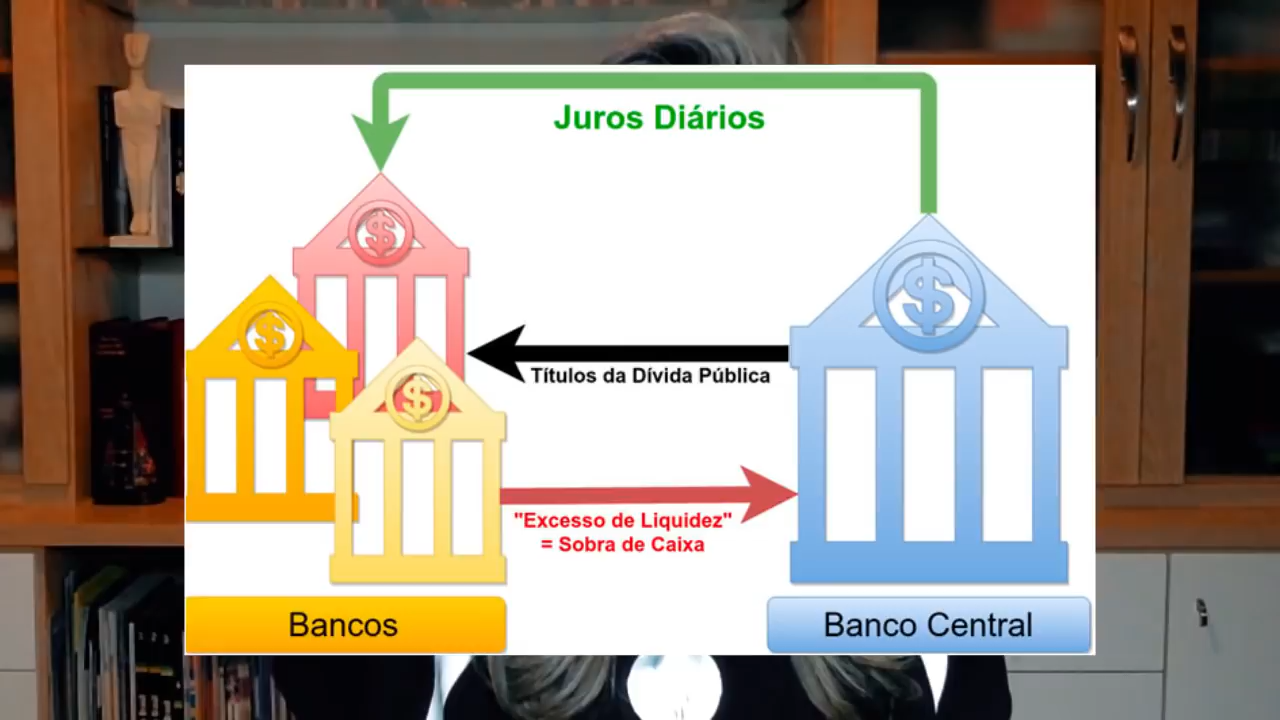 Juros Diários
Títulos da Dívida Pública
"Excesso de Liquidez"
= Sobra de Caixa
Bancos
Banco Central